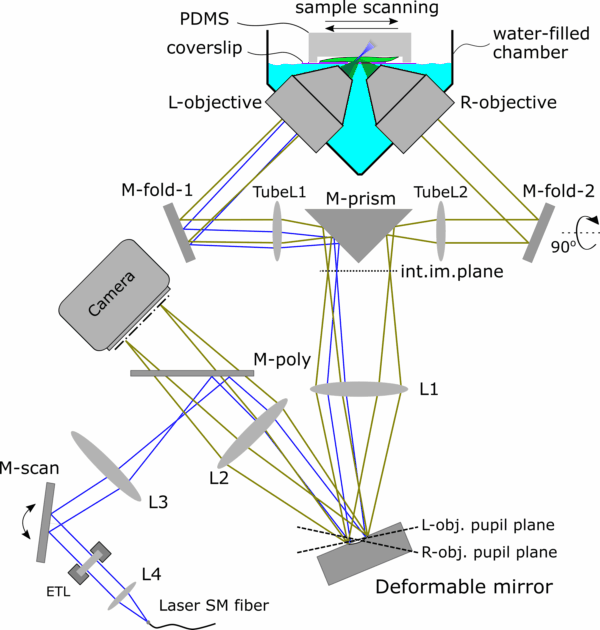 sample scanning
PDMS
coverslip
water-filled
chamber
L-objective
R-objective
M-fold-1
TubeL1
M-prism
TubeL2
M-fold-2
90⁰
int.im.plane
Camera
M-poly
L1
M-scan
L2
L3
L-obj. pupil plane
R-obj. pupil plane
ETL
L4
Deformable mirror
Laser SM fiber